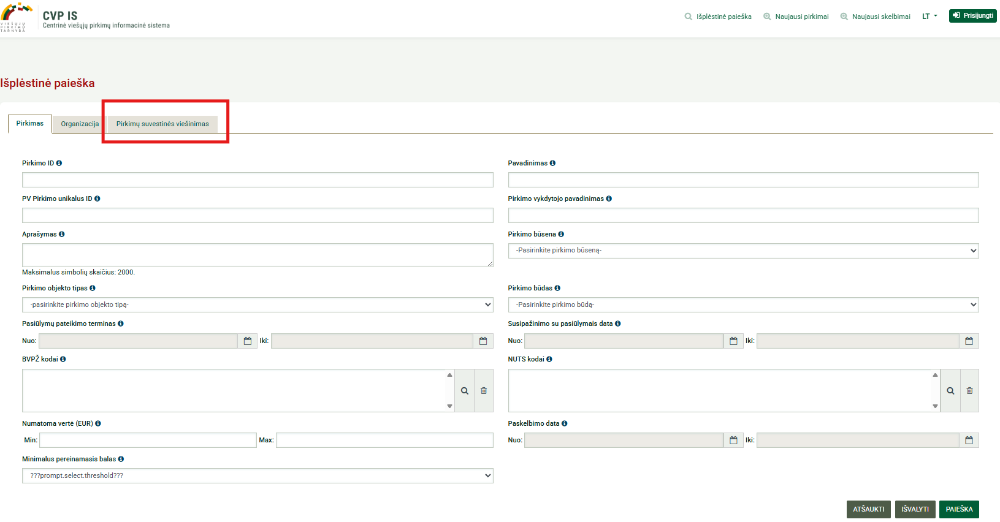 VIEŠŲJŲ
PIRKIMŲ
TARNYBA
CVP IS
Centrinė viešųjų pirkimų informacinė sistema
Išplėstinė paieška
Naujausi pirkimai
Naujausi skelbimai
LT
Prisijungti
Išplėstinė paieška
Pirkimas
Organizacija
Pirkimų suvestinės viešinimas
Pirkimo ID
Pavadinimas
PV Pirkimo unikalus ID
Pirkimo vykdytojo pavadinimas
Aprašymas
Pirkimo būsena
-Pasirinkite pirkimo būseną-
Maksimalus simbolių skaičius: 2000.
Pirkimo objekto tipas
Pirkimo būdas
-pasirinkite pirkimo objekto tipą-
-Pasirinkite pirkimo būdą-
Pasiūlymų pateikimo terminas
Susipažinimo su pasiūlymais data
Nuo: Iki:
Nuo: Iki:
BVPŽ kodai
NUTS kodai
Numatoma vertė (EUR)
Paskelbimo data
Min: Max:
Nuo: Iki:
Minimalus pereinamasis balas
???prompt.select.threshold???
ATŠAUKTI
IŠVALYTI
PAIEŠKA